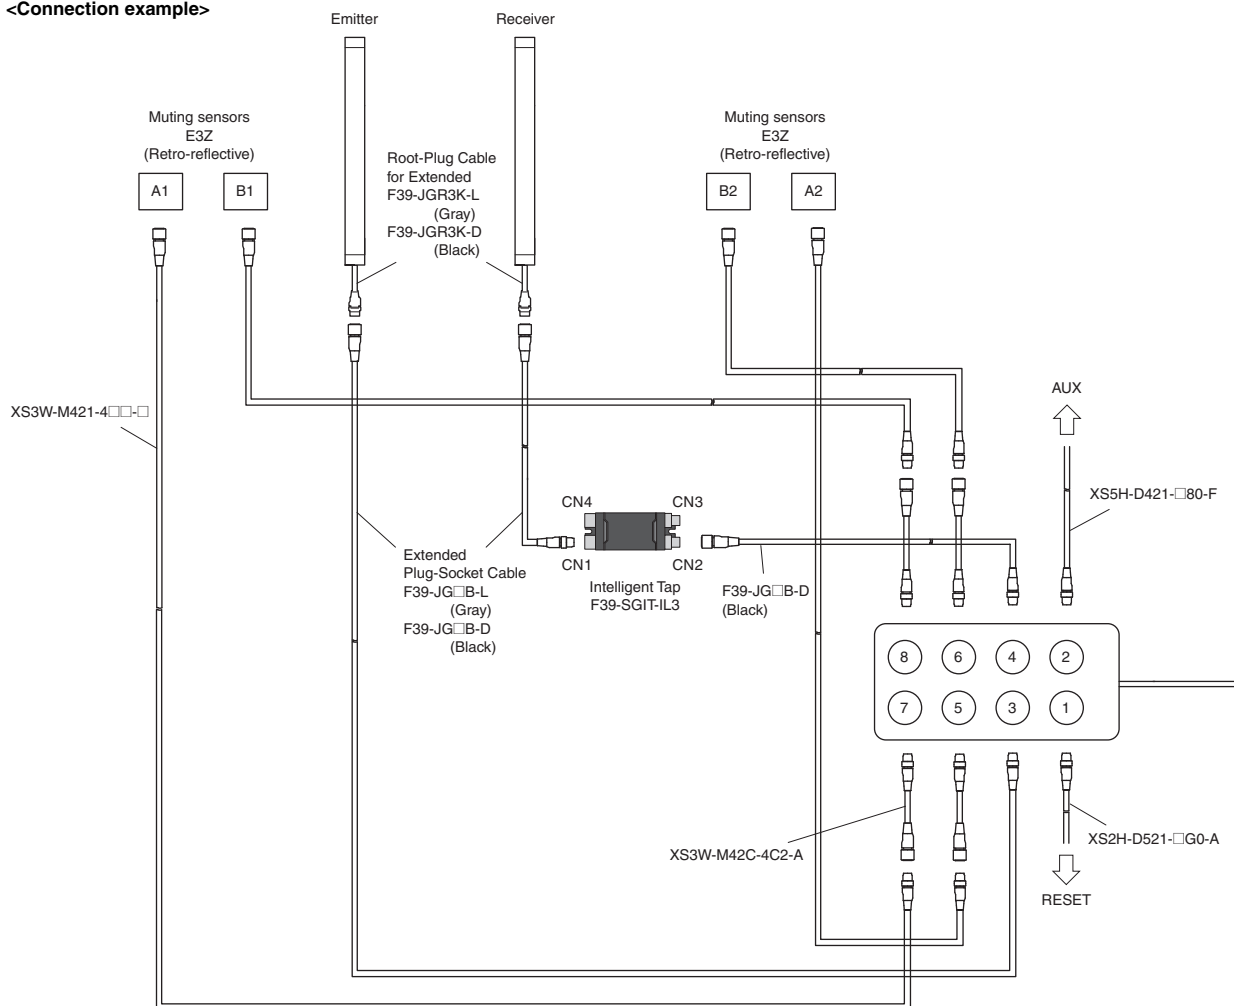 <Connection example>
Emitter
Receiver
Muting sensors
E3Z
(Retro-reflective)
A1
B1
Root-Plug Cable
for Extended
F39-JGR3K-L
(Gray)
F39-JGR3K-D
(Black)
Muting sensors
E3Z
(Retro-reflective)
B2
A2
XS3W-M421-4□□-□
AUX
XS5H-D421-□80-F
CN4
CN3
CN1
CN2
Intelligent Tap
F39-SGIT-IL3
Extended
Plug-Socket Cable
F39-JG□B-L
(Gray)
F39-JG□B-D
(Black)
F39-JG□B-D
(Black)
8
6
4
2
7
5
3
1
XS3W-M42C-4C2-A
XS2H-D521-□G0-A
RESET